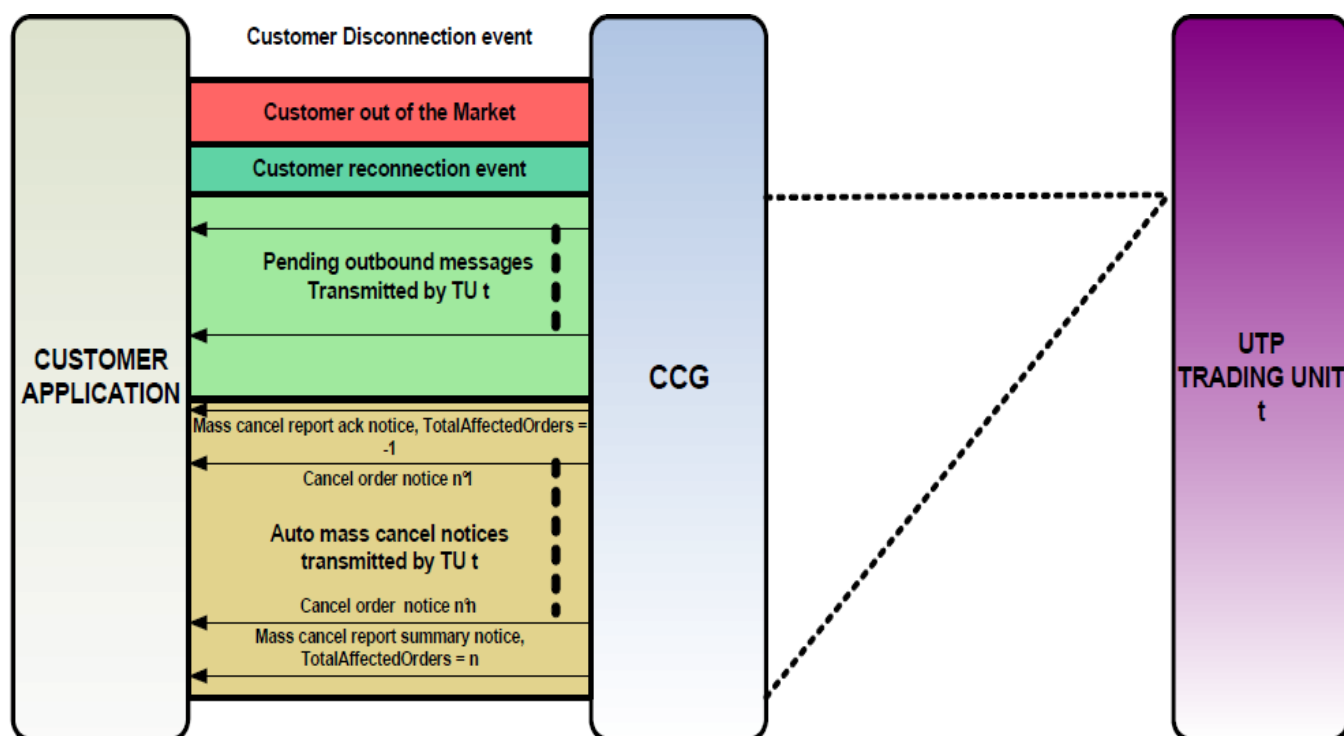 Customer Disconnection event
Customer out of the Market
Customer reconnection event
Pending outbound messages
Transmitted by TU t
CUSTOMER
APPLICATION
CCG
UTP
TRADING UNIT
t
Mass cancel report ack notice, TotalAffectedOrders =
-1
Cancel order notice n°1
Auto mass cancel notices
transmitted by TU t
Cancel order notice n°n
Mass cancel report summary notice,
TotalAffectedOrders = n